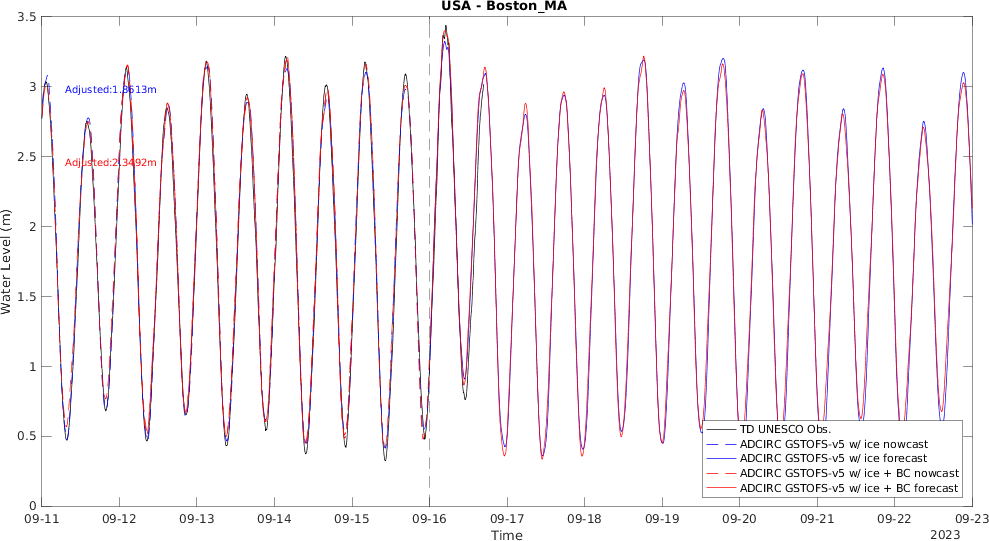 USA - Boston_MA
3.5
3
2.5
2
1.5
1
0.5
0
Water Level (m)
Adjusted:1.8613m
Adjusted:2.3492m
TD UNESCO Obs.
ADCIRC GSTOFS-v5 w/ ice nowcast
ADCIRC GSTOFS-v5 w/ ice forecast
ADCIRC GSTOFS-v5 w/ ice + BC nowcast
ADCIRC GSTOFS-v5 w/ ice + BC forecast
09-11 09-12 09-13 09-14 09-15 09-16 09-17 09-18 09-19 09-20 09-21 09-22 09-23
Time
2023